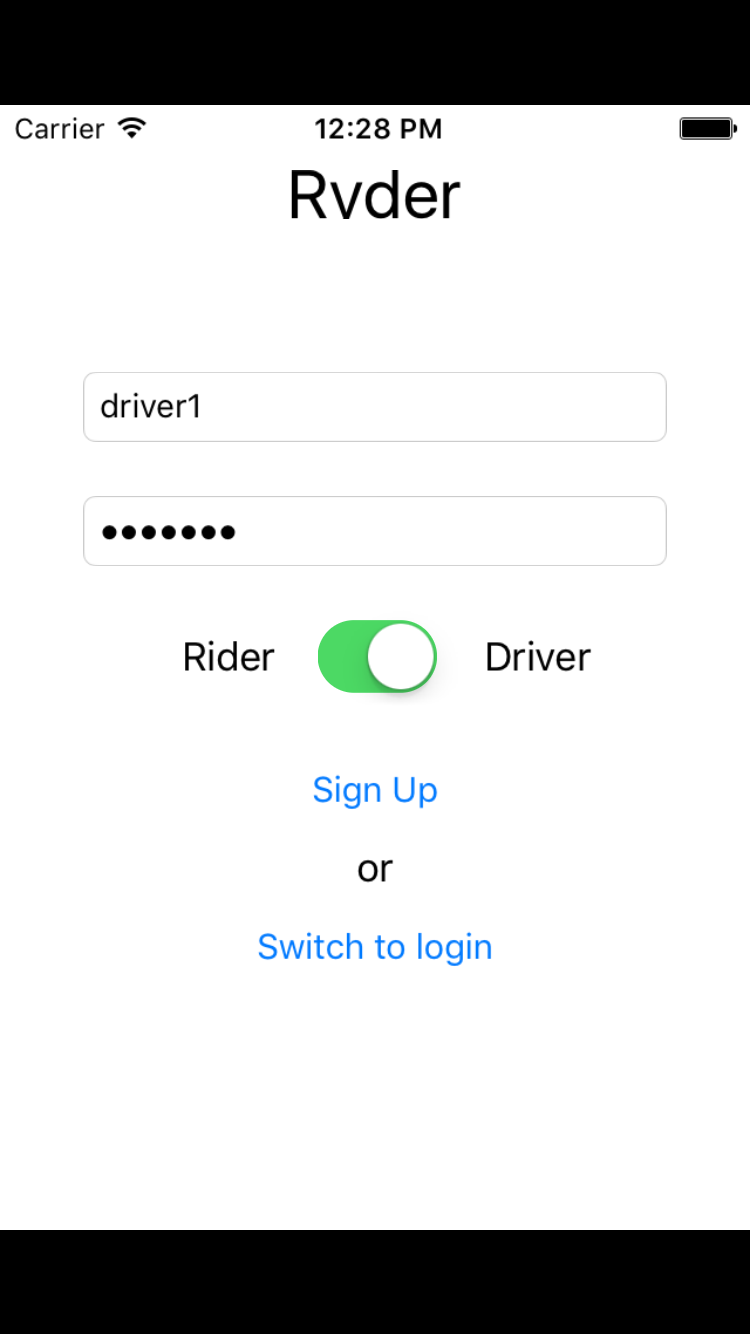 Carrier 12:28 PM
Rvder
driver1
•••••••
Rider Driver
Sign Up
or
Switch to login